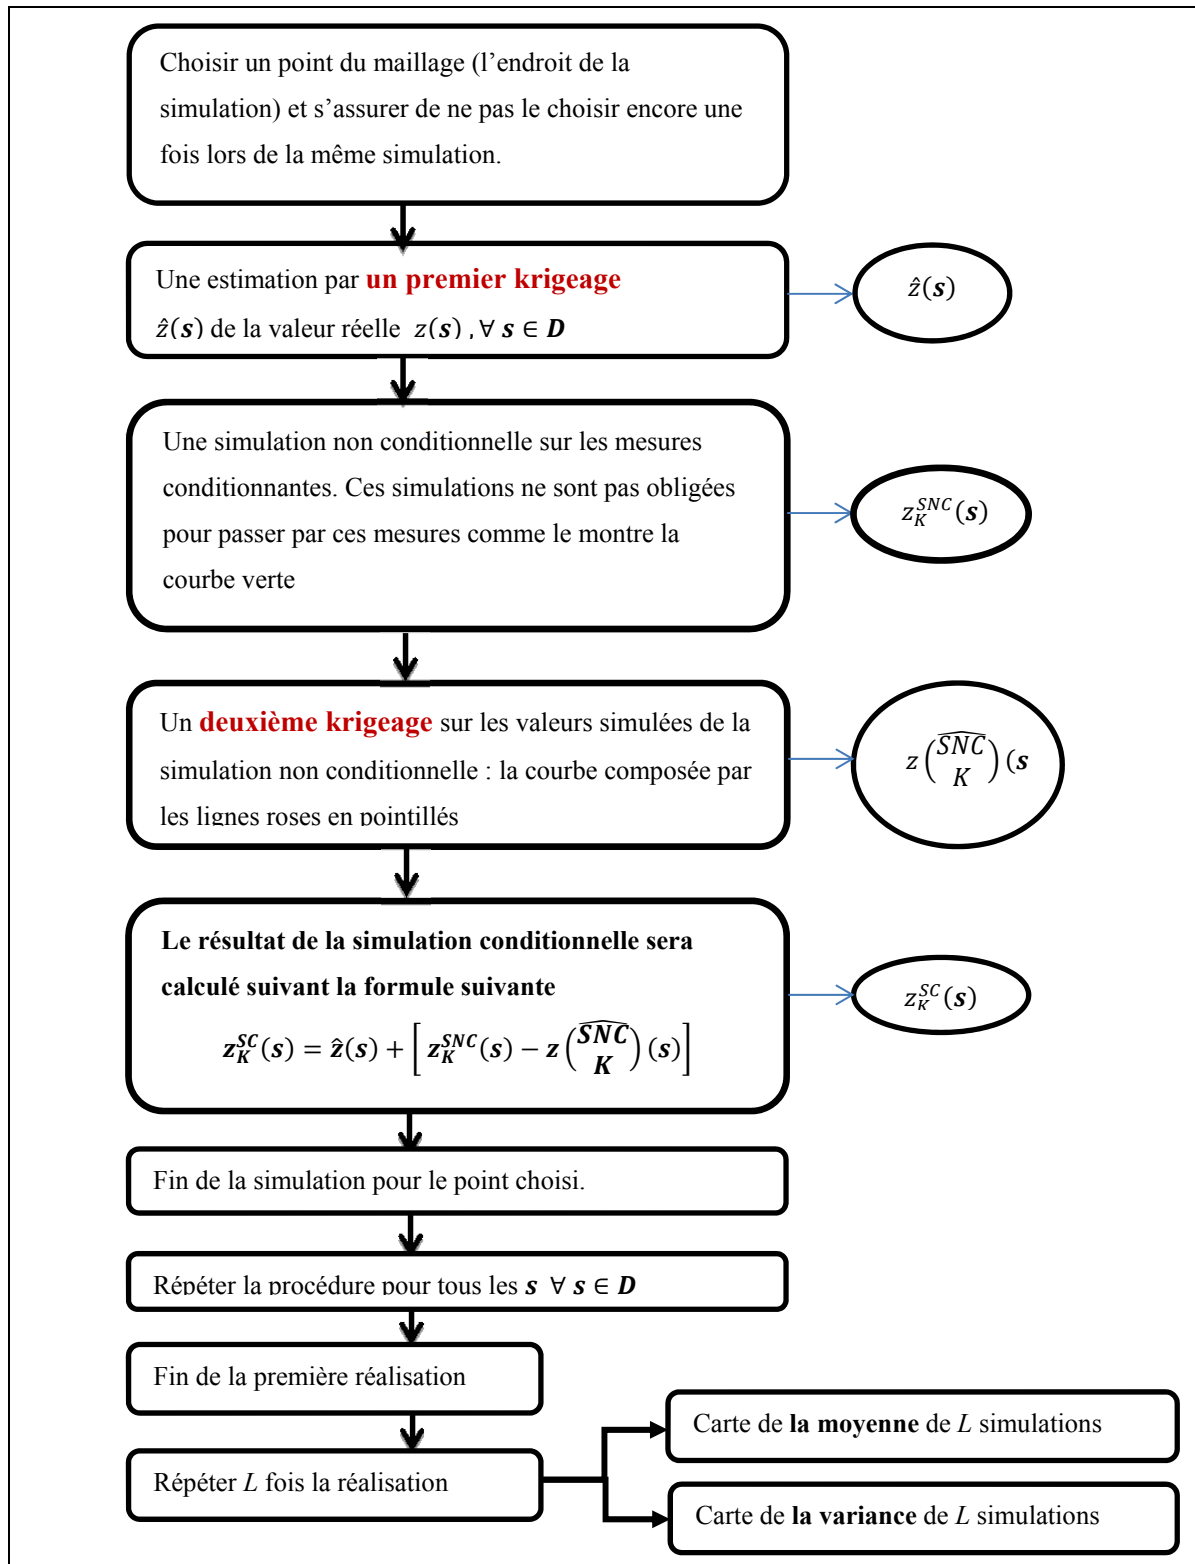 Choisir un point du maillage (l’endroit de la
simulation) et s’assurer de ne pas le choisir encore une
fois lors de la même simulation.
Une estimation par un premier krigeage
ẑ(s) de la valeur réelle z(s), ∀ s ∈ D
ẑ(s)
Une simulation non conditionnelle sur les mesures
conditionnantes. Ces simulations ne sont pas obligées
pour passer par ces mesures comme le montre la
courbe verte
z_K^{SNC}(s)
Un deuxième krigeage sur les valeurs simulées de la
simulation non conditionnelle : la courbe composée par
les lignes roses en pointillés
z(\widehat{SNC} \atop K)(s
Le résultat de la simulation conditionnelle sera
calculé suivant la formule suivante
z_K^{SC}(s) = ẑ(s) + [ z_K^{SNC}(s) − z(\widehat{SNC} \atop K)(s) ]
z_K^{SC}(s)
Fin de la simulation pour le point choisi.
Répéter la procédure pour tous les s ∀ s ∈ D
Fin de la première réalisation
Répéter L fois la réalisation
Carte de la moyenne de L simulations
Carte de la variance de L simulations